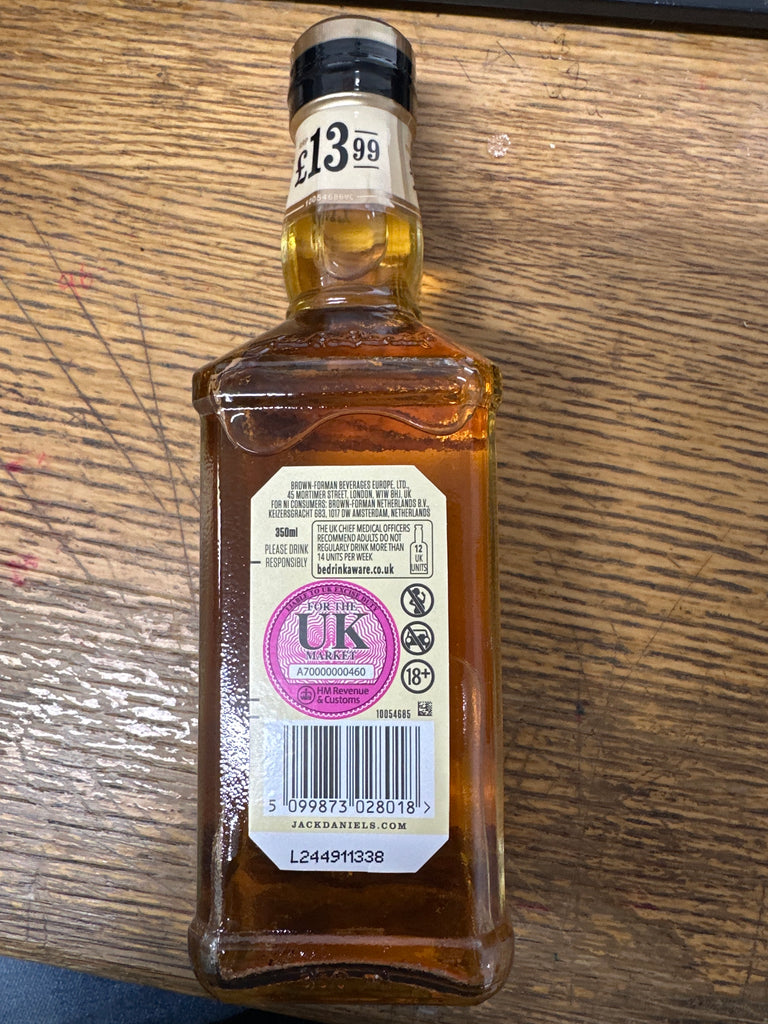 £13.99
10054686VC
BROWN-FORMAN BEVERAGES EUROPE, LTD.,
45 MORTIMER STREET, LONDON, W1W 8HJ, UK
FOR NI CONSUMERS: BROWN-FORMAN NETHERLANDS B.V.,
KEIZERSGRACHT 683, 1017 DW AMSTERDAM, NETHERLANDS
350ml
PLEASE DRINK
RESPONSIBLY
THE UK CHIEF MEDICAL OFFICERS
RECOMMEND ADULTS DO NOT
REGULARLY DRINK MORE THAN
14 UNITS PER WEEK
bedrinkaware.co.uk
12
UK
UNITS
LIABLE TO UK EXCISE DUTY
FOR THE
UK
MARKET
A70000000460
HM Revenue
& Customs
18+
10054685
5 099873 028018 >
JACKDANIELS.COM
L244911338